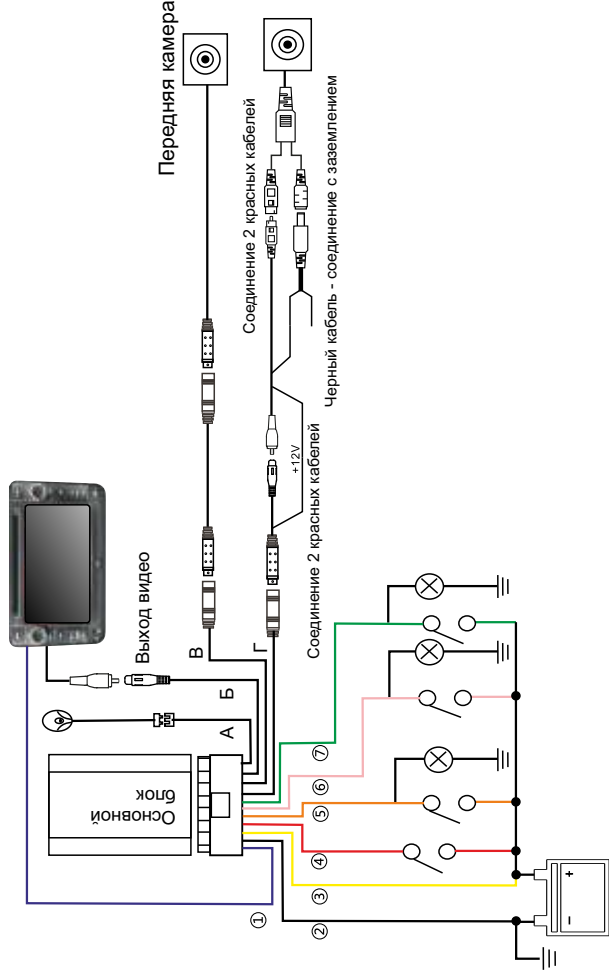 Передняя камера
Соединение 2 красных кабелей
Черный кабель - соединение с заземлением
+12V
Соединение 2 красных кабелей
Выход видео
А
Б
В
Г
Основной
блок
①
②
③
④
⑤
⑥
⑦
- +